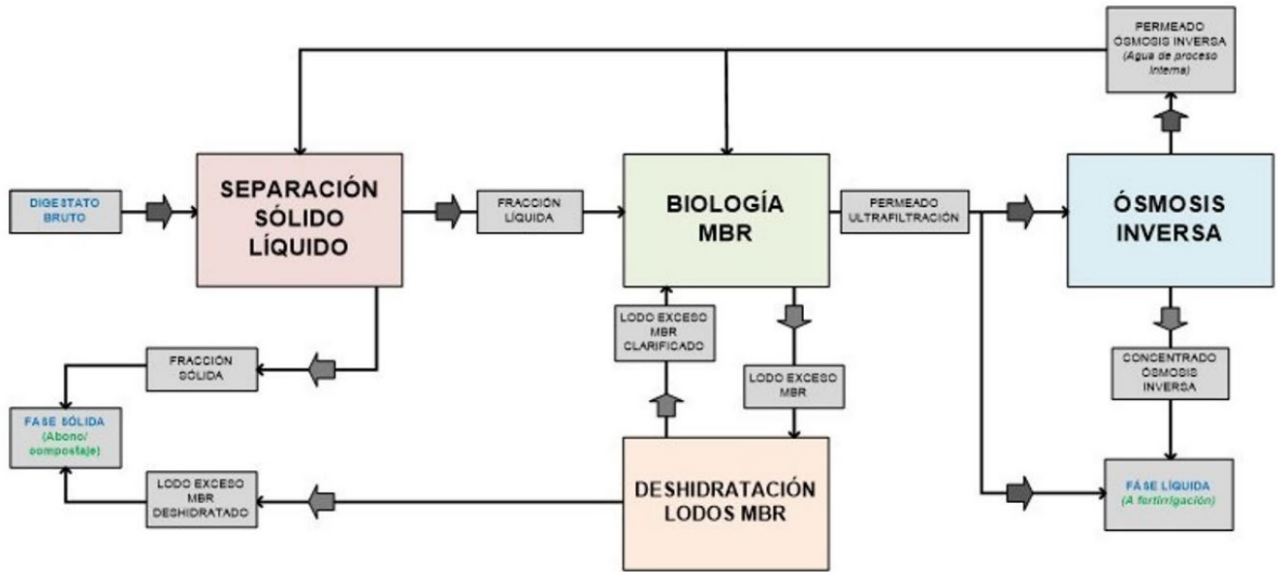 PERMEADO
ÓSMOSIS INVERSA
(Agua de proceso
interna)
DIGESTATO
BRUTO
SEPARACIÓN
SÓLIDO
LÍQUIDO
FRACCIÓN
LÍQUIDA
BIOLOGÍA
MBR
PERMEADO
ULTRAFILTRACIÓN
ÓSMOSIS
INVERSA
LODO EXCESO
MBR
CLARIFICADO
FRACCIÓN
SÓLIDA
LODO EXCESO
MBR
CONCENTRADO
ÓSMOSIS
INVERSA
FASE SÓLIDA
(Abono/
compostaje)
LODO EXCESO
MBR
DESHIDRATADO
DESHIDRATACIÓN
LODOS MBR
FÁSE LÍQUIDA
(A fertirrigación)